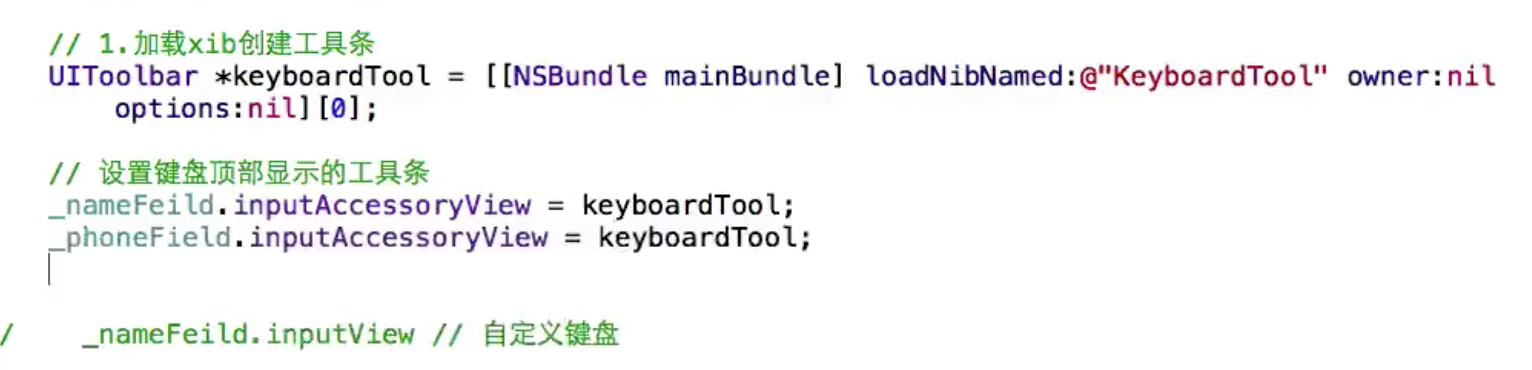 // 1.加载xib创建工具条
UIToolbar *keyboardTool = [[NSBundle mainBundle] loadNibNamed:@"KeyboardTool" owner:nil
options:nil][0];
// 设置键盘顶部显示的工具条
_nameFeild.inputAccessoryView = keyboardTool;
_phoneField.inputAccessoryView = keyboardTool;
/ _nameFeild.inputView // 自定义键盘